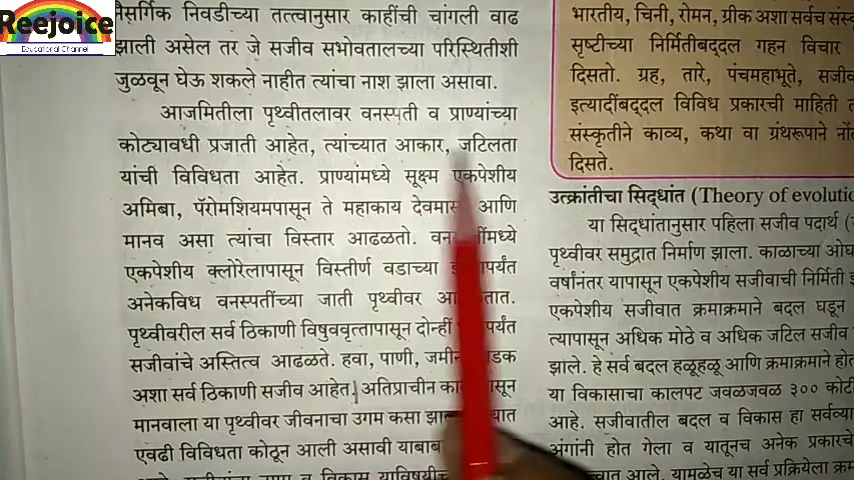 Reejoice
Educational Channel
नैसर्गिक निवडीच्या तत्त्वानुसार काहींची चांगली वाढ
झाली असेल तर जे सजीव सभोवतालच्या परिस्थितीशी
जुळवून घेऊ शकले नाहीत त्यांचा नाश झाला असावा.
आजमितीला पृथ्वीतलावर वनस्पती व प्राण्यांच्या
कोट्यावधी प्रजाती आहेत, त्यांच्यात आकार, जटिलता
यांची विविधता आहेत. प्राण्यांमध्ये सूक्ष्म एकपेशीय
अमिबा, पॅरोमशियमपासून ते महाकाय आणि
मानव असा त्यांचा विस्तार आढळतो.
एकपेशीय क्लोरेलापासून विस्तीर्ण वडाच्या
अनेकविध वनस्पतींच्या जाती पृथ्वीवर
पृथ्वीवरील सर्व ठिकाणी विषुववृत्तापासून दोन्हीं
सजीवांचे अस्तित्व आढळते. हवा, पाणी,
अशा सर्व ठिकाणी सजीव आहेत. अतिप्राचीन
मानवाला या पृथ्वीवर जीवनाचा उगम कसा
एवढी विविधता कोठून आली असावी
व विकास
भारतीय, चिनी, रोमन, ग्रीक अशा सर्वच
सृष्टीच्या निर्मितीबद्दल गहन विचार
दिसतो. ग्रह, तारे, पंचमहाभूते,
इत्यादींबद्दल विविध प्रकारची माहिती
संस्कृतीने काव्य, कथा वा ग्रंथरूपाने
दिसते.
उत्क्रांतीचा सिद्धांत (Theory of
या सिद्धांतानुसार पहिला सजीव पदार्थ
पृथ्वीवर समुद्रात निर्माण झाला. काळाच्या
वर्षांनंतर यापासून एकपेशीय सजीवाची निर्मिती
एकपेशीय सजीवात क्रमाक्रमाने बदल घडून
त्यापासून अधिक मोठे व अधिक जटिल सजीव
झाले. हे सर्व बदल हळूहळू आणि क्रमाक्रमाने
या विकासाचा कालपट जवळजवळ ३०० कोटी
आहे. सजीवातील बदल व विकास हा
अंगांनी होत गेला व यातूनच अनेक प्रकारचे
आले. यामुळेच या सर्व प्रक्रियेला